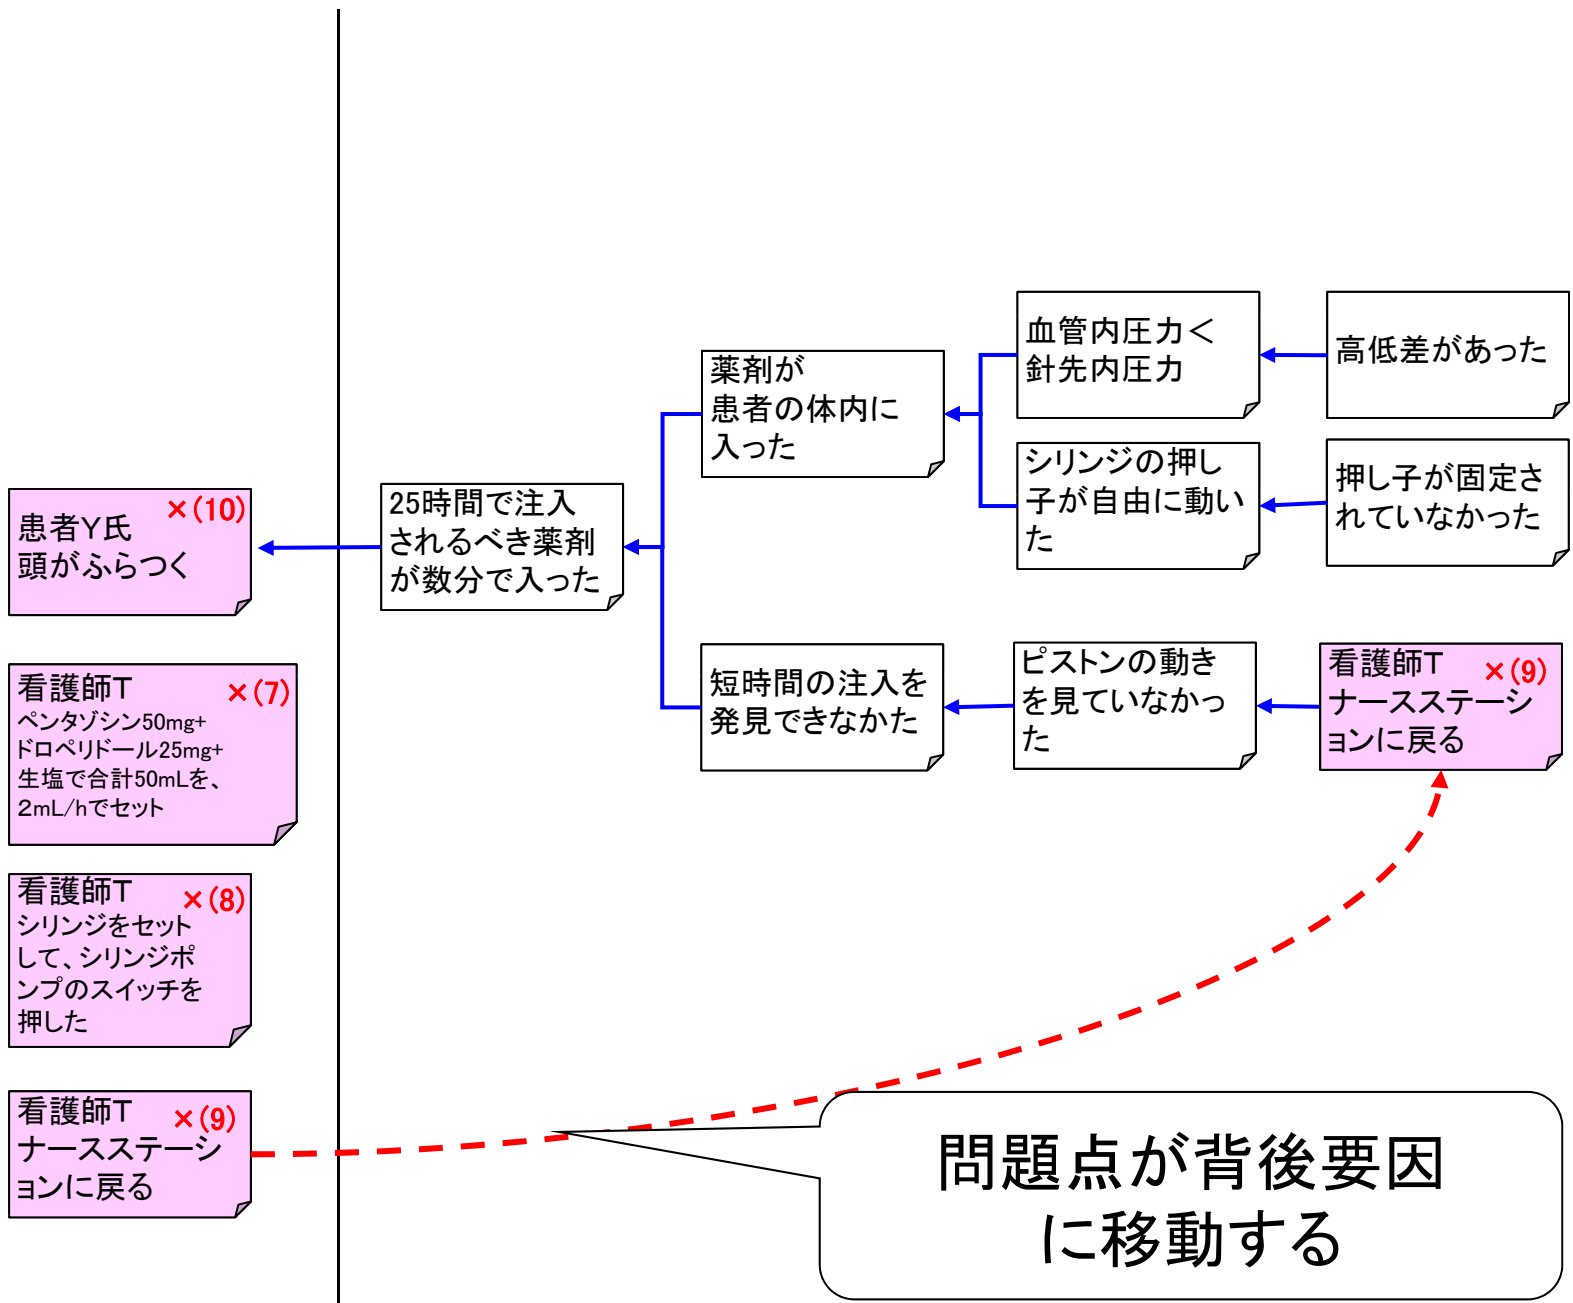 患者Y氏
×(10)
頭がふらつく
看護師T
×(7)
ペンタゾシン50mg+
ドロペリドール25mg+
生塩で合計50mLを、
2mL/hでセット
看護師T
×(8)
シリンジをセット
して、シリンジポ
ンプのスイッチを
押した
看護師T
×(9)
ナースステーシ
ョンに戻る
25時間で注入
されるべき薬剤
が数分で入った
薬剤が
患者の体内に
入った
短時間の注入を
発見できなかた
血管内圧力<
針先内圧力
シリンジの押し
子が自由に動い
た
ピストンの動き
を見ていなかっ
た
高低差があった
押し子が固定さ
れていなかった
看護師T
×(9)
ナースステーシ
ョンに戻る
問題点が背後要因
に移動する